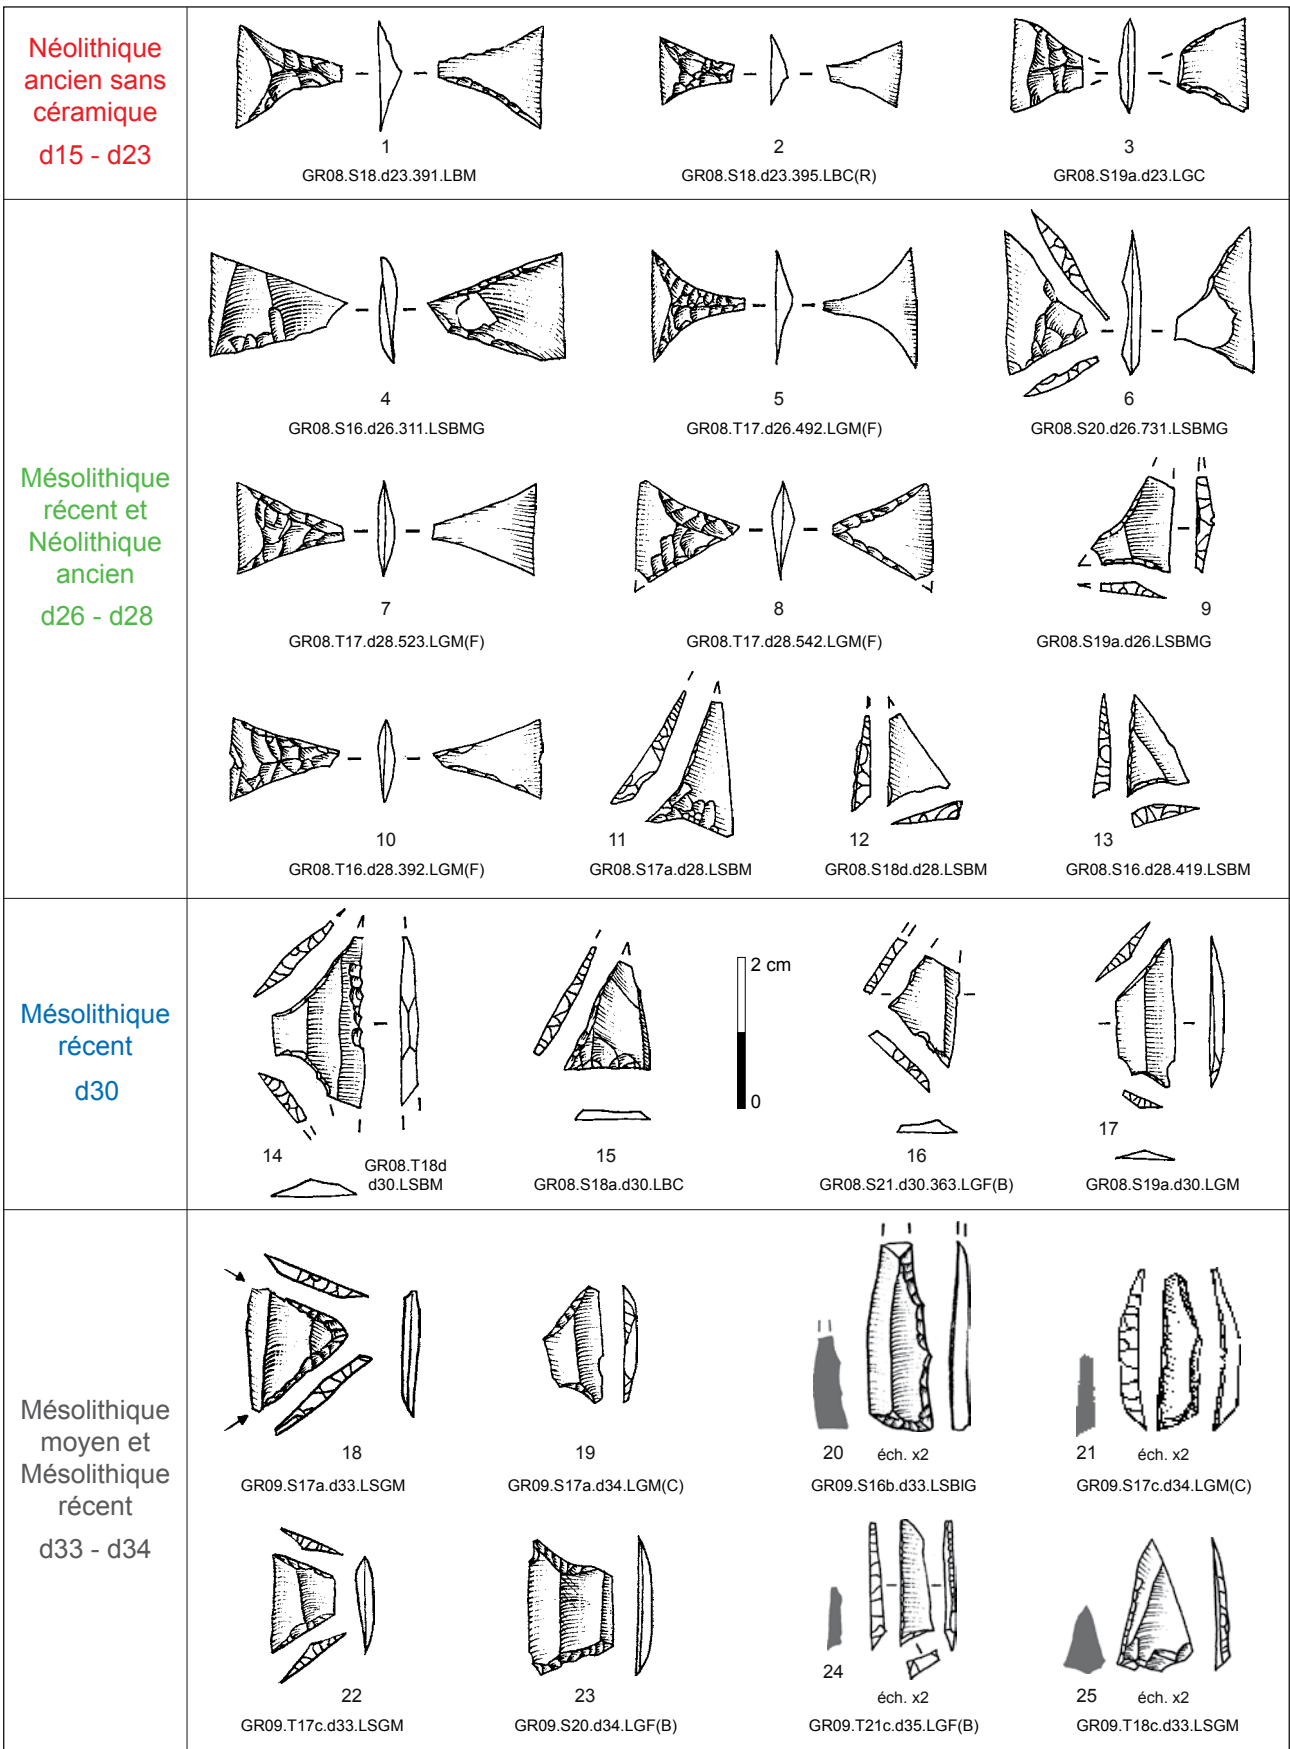 Néolithique
ancien sans
céramique
d15 - d23
1
GR08.S18.d23.391.LBM
2
GR08.S18.d23.395.LBC(R)
3
GR08.S19a.d23.LGC
Mésolithique
récent et
Néolithique
ancien
d26 - d28
4
GR08.S16.d26.311.LSBMG
5
GR08.T17.d26.492.LGM(F)
6
GR08.S20.d26.731.LSBMG
7
GR08.T17.d28.523.LGM(F)
8
GR08.T17.d28.542.LGM(F)
9
GR08.S19a.d26.LSBMG
10
GR08.T16.d28.392.LGM(F)
11
GR08.S17a.d28.LSBM
12
GR08.S18d.d28.LSBM
13
GR08.S16.d28.419.LSBM
Mésolithique
récent
d30
14
GR08.T18d
d30.LSBM
15
GR08.S18a.d30.LBC
2 cm
0
16
GR08.S21.d30.363.LGF(B)
17
GR08.S19a.d30.LGM
Mésolithique
moyen et
Mésolithique
récent
d33 - d34
18
GR09.S17a.d33.LSGM
19
GR09.S17a.d34.LGM(C)
20 éch. x2
GR09.S16b.d33.LSBIG
21 éch. x2
GR09.S17c.d34.LGM(C)
22
GR09.T17c.d33.LSGM
23
GR09.S20.d34.LGF(B)
24
éch. x2
GR09.T21c.d35.LGF(B)
25 éch. x2
GR09.T18c.d33.LSGM